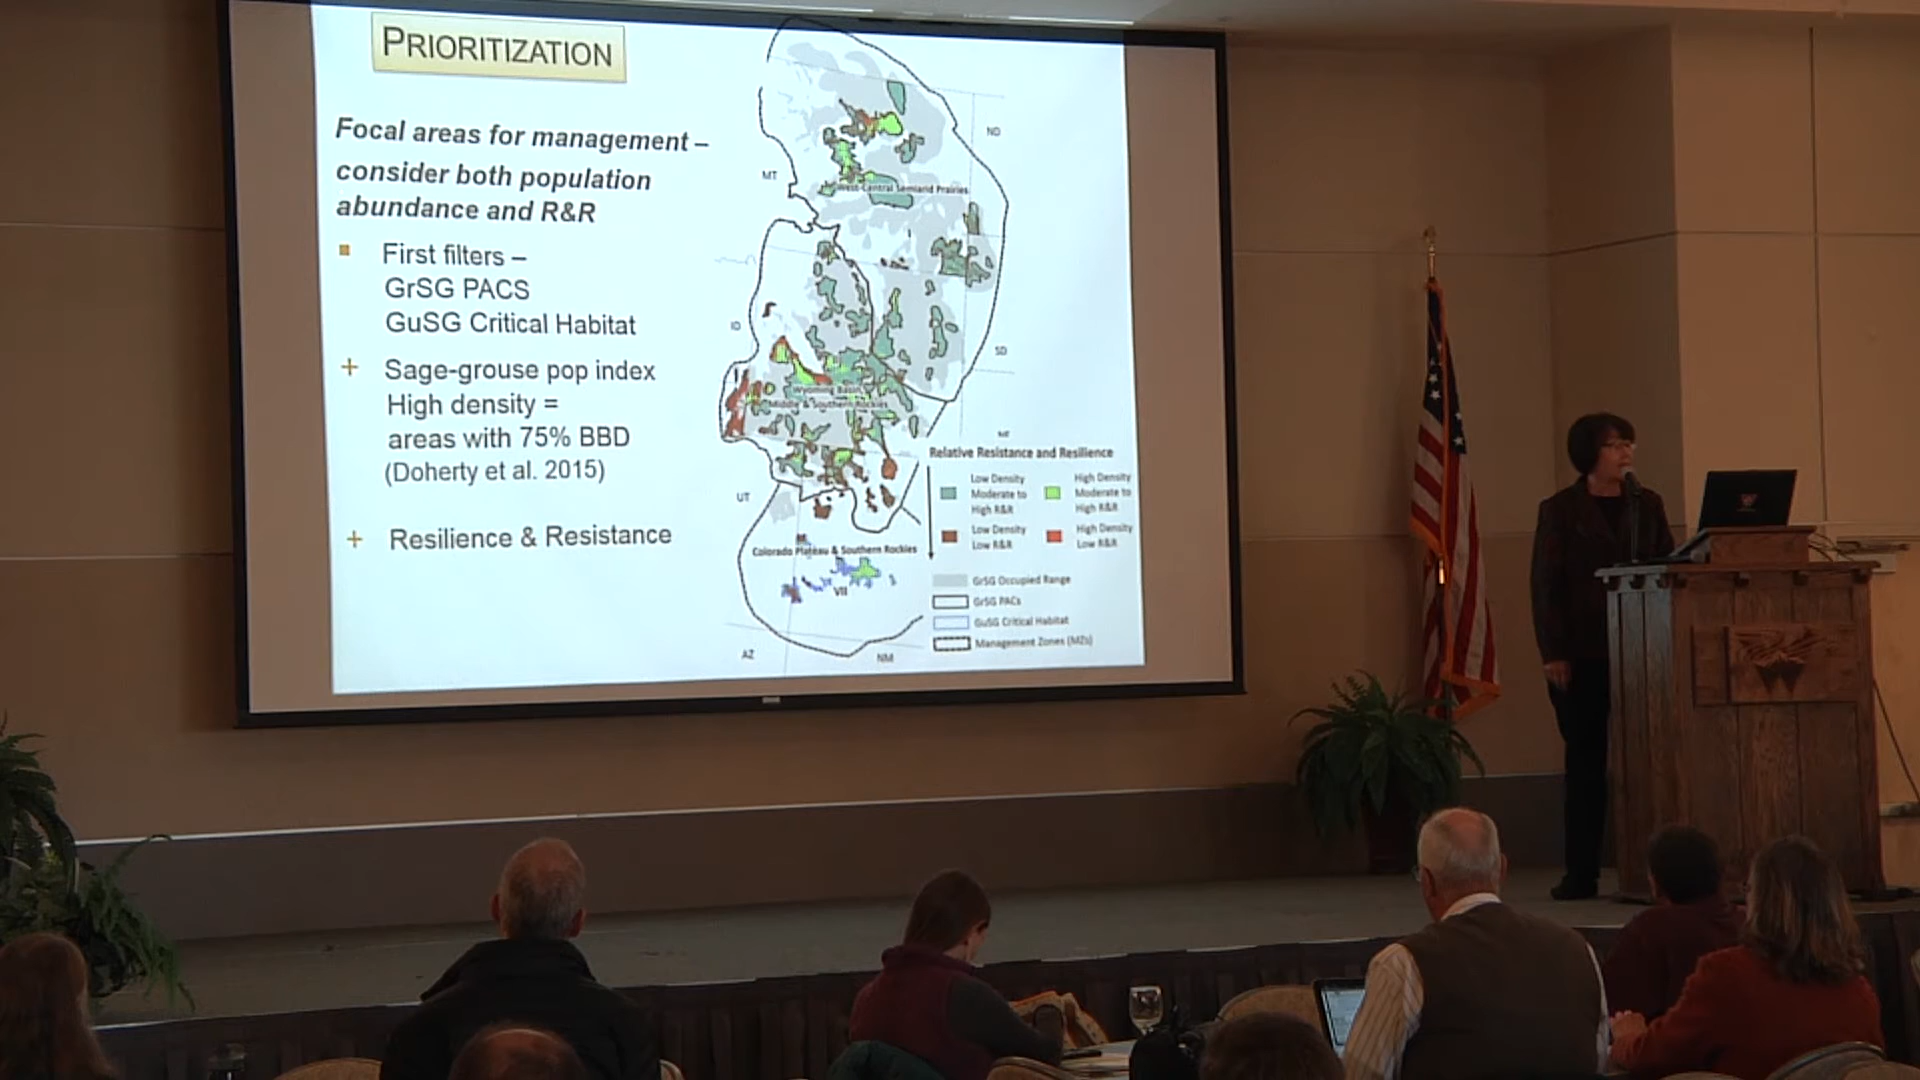 PRIORITIZATION
Focal areas for management –
consider both population
abundance and R&R
First filters –
GrSG PACS
GuSG Critical Habitat
+ Sage-grouse pop index
High density =
areas with 75% BBD
(Doherty et al. 2015)
+ Resilience & Resistance
ND
MT
West-Central Semiarid Prairies
ID
SD
Wyoming Basin,
Middle & Southern Rockies
NE
UT
Colorado Plateau & Southern Rockies
VII
AZ
NM
Relative Resistance and Resilience
Low Density
Moderate to
High R&R
High Density
Moderate to
High R&R
Low Density
Low R&R
High Density
Low R&R
GrSG Occupied Range
GrSG PACs
GuSG Critical Habitat
Management Zones (MZs)